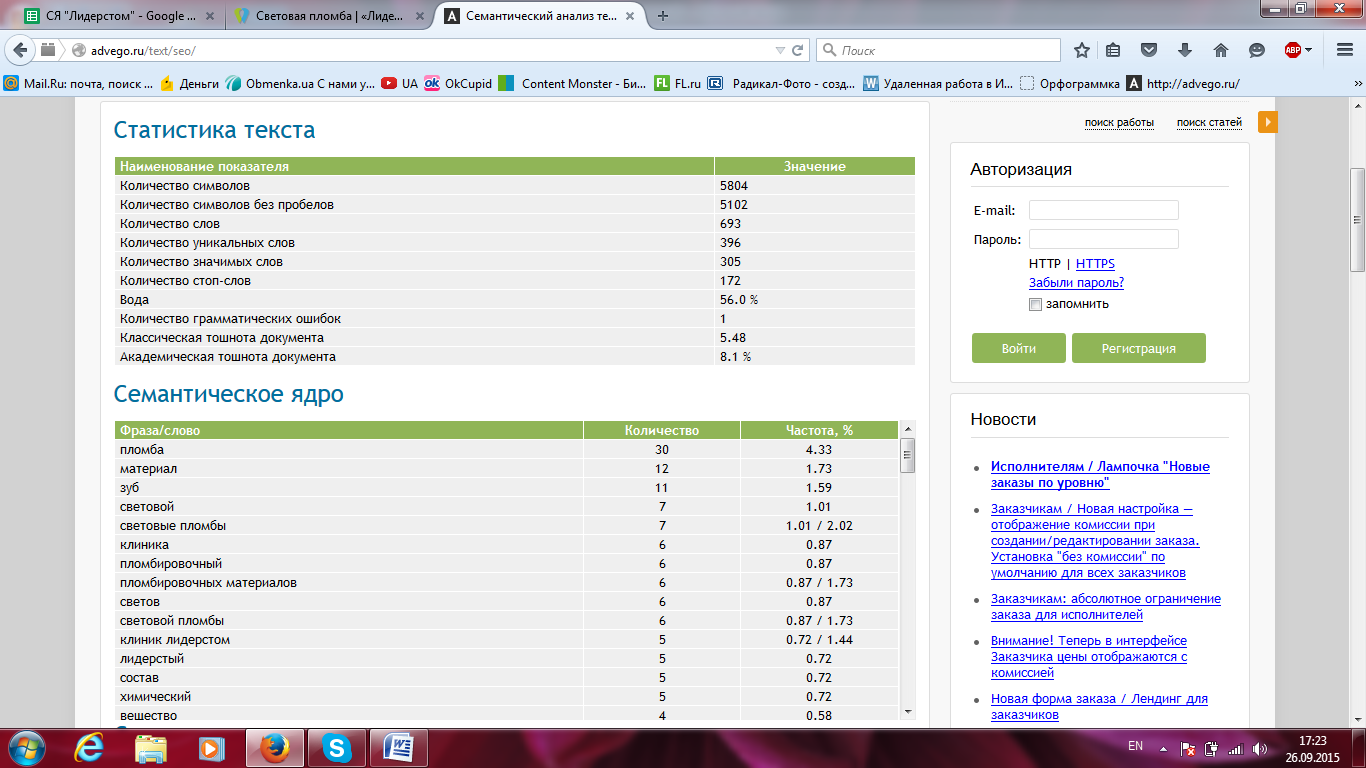 СЯ "Лидерстом" - Google ...
Световая пломба | «Лиде...
Семантический анализ те...
advego.ru/text/seo/
Поиск
ABP
Mail.Ru: почта, поиск ...
Деньги
Obmenka.ua С нами у...
UA
OkCupid
Content Monster - Би...
FL.ru
Радикал-Фото - созд...
Удаленная работа в И...
Орфограммка
http://advego.ru/
Статистика текста
Наименование показателя Значение
Количество символов 5804
Количество символов без пробелов 5102
Количество слов 693
Количество уникальных слов 396
Количество значимых слов 305
Количество стоп-слов 172
Вода 56.0 %
Количество грамматических ошибок 1
Классическая тошнота документа 5.48
Академическая тошнота документа 8.1 %
Семантическое ядро
Фраза/слово Количество Частота, %
пломба 30 4.33
материал 12 1.73
зуб 11 1.59
световой 7 1.01
световые пломбы 7 1.01 / 2.02
клиника 6 0.87
пломбировочный 6 0.87
пломбировочных материалов 6 0.87 / 1.73
светов 6 0.87
световой пломбы 6 0.87 / 1.73
клиник лидерстом 5 0.72 / 1.44
лидерстый 5 0.72
состав 5 0.72
химический 5 0.72
вещество 4 0.58
поиск работы поиск статей
Авторизация
E-mail:
Пароль:
HTTP | HTTPS
Забыли пароль?
запомнить
Войти Регистрация
Новости
Исполнителям / Лампочка "Новые
заказы по уровню"
Заказчикам / Новая настройка —
отображение комиссии при
создании/редактировании заказа.
Установка "без комиссии" по
умолчанию для всех заказчиков
Заказчикам: абсолютное ограничение
заказа для исполнителей
Внимание! Теперь в интерфейсе
Заказчика цены отображаются с
комиссией
Новая форма заказа / Лендинг для
заказчиков
EN
17:23
26.09.2015